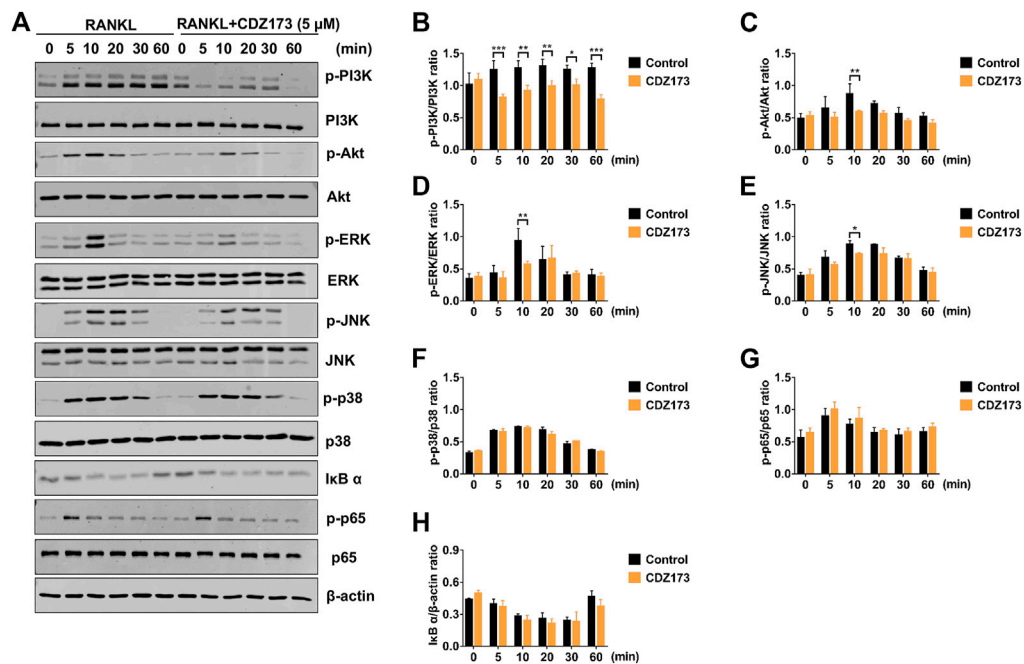 A
RANKL RANKL+CDZ173 (5 μM)
0 5 10 20 30 60 0 5 10 20 30 60 (min)
p-PI3K
PI3K
p-Akt
Akt
p-ERK
ERK
p-JNK
JNK
p-p38
p38
IκB α
p-p65
p65
β-actin
B
p-PI3K/PI3K ratio
1.5
1.0
0.5
0.0
*** ** ** * ***
0 5 10 20 30 60 (min)
Control
CDZ173
C
p-Akt/Akt ratio
1.5
1.0
0.5
0.0
**
0 5 10 20 30 60 (min)
Control
CDZ173
D
p-ERK/ERK ratio
1.5
1.0
0.5
0.0
**
0 5 10 20 30 60 (min)
Control
CDZ173
E
p-JNK/JNK ratio
1.5
1.0
0.5
0.0
*
0 5 10 20 30 60 (min)
Control
CDZ173
F
p-p38/p38 ratio
1.5
1.0
0.5
0.0
0 5 10 20 30 60 (min)
Control
CDZ173
G
p-p65/p65 ratio
1.5
1.0
0.5
0.0
0 5 10 20 30 60 (min)
Control
CDZ173
H
IκB α/β-actin ratio
0.9
0.6
0.3
0.0
0 5 10 20 30 60 (min)
Control
CDZ173